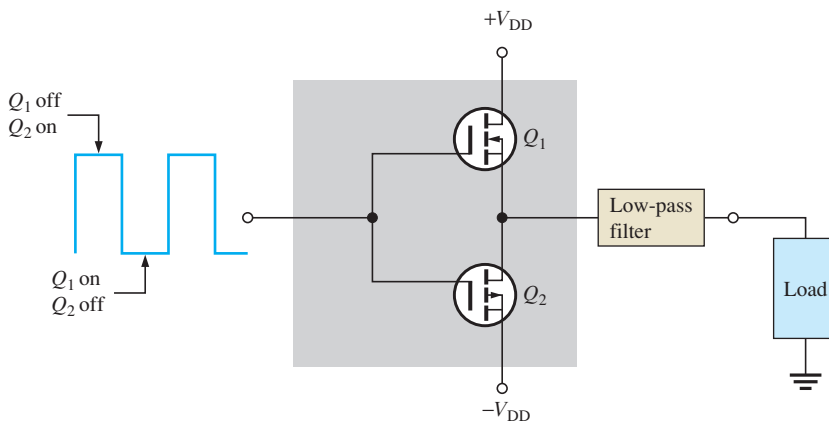 +V_DD
Q_1 off
Q_2 on
Q_1
Low-pass
filter
Q_1 on
Q_2 off
Q_2
Load
−V_DD